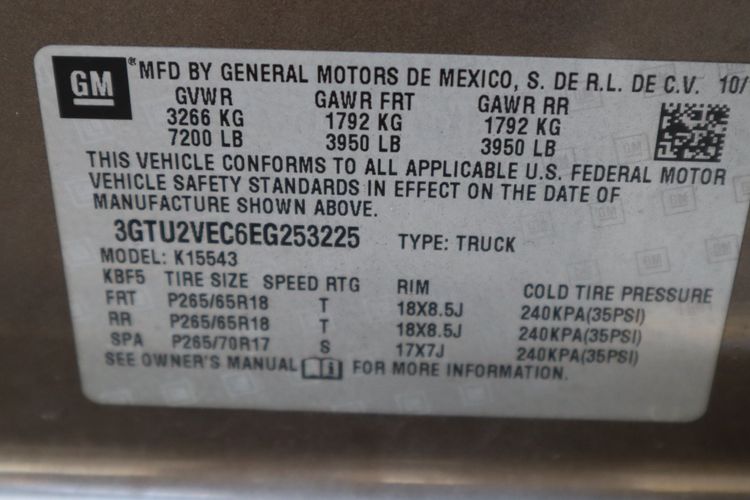 GM
MFD BY GENERAL MOTORS DE MEXICO, S. DE R.L. DE C.V. 10/
GVWR GAWR FRT GAWR RR
3266 KG 1792 KG 1792 KG
7200 LB 3950 LB 3950 LB
THIS VEHICLE CONFORMS TO ALL APPLICABLE U.S. FEDERAL MOTOR
VEHICLE SAFETY STANDARDS IN EFFECT ON THE DATE OF
MANUFACTURE SHOWN ABOVE.
3GTU2VEC6EG253225 TYPE: TRUCK
MODEL: K15543
KBF5 TIRE SIZE SPEED RTG RIM COLD TIRE PRESSURE
FRT P265/65R18 T 18X8.5J 240KPA(35PSI)
RR P265/65R18 T 18X8.5J 240KPA(35PSI)
SPA P265/70R17 S 17X7J 240KPA(35PSI)
SEE OWNER'S MANUAL FOR MORE INFORMATION.